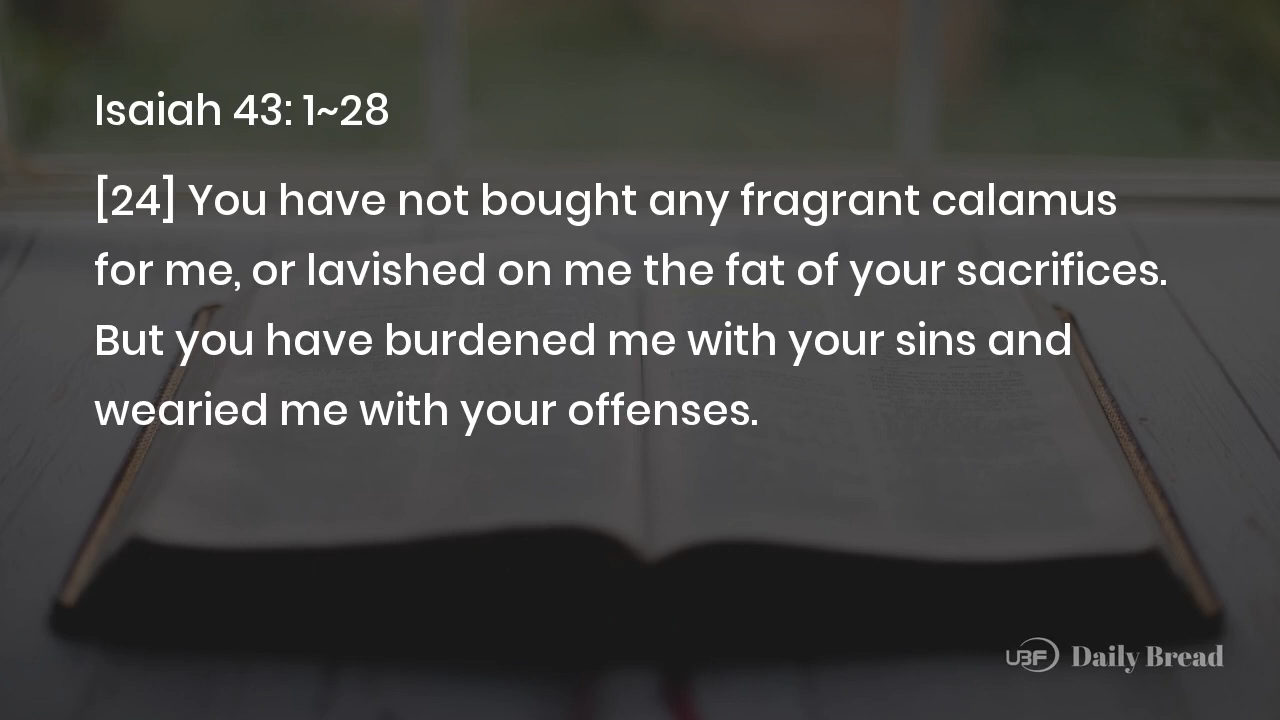 Isaiah 43: 1~28
[24] You have not bought any fragrant calamus
for me, or lavished on me the fat of your sacrifices.
But you have burdened me with your sins and
wearied me with your offenses.
UBF Daily Bread